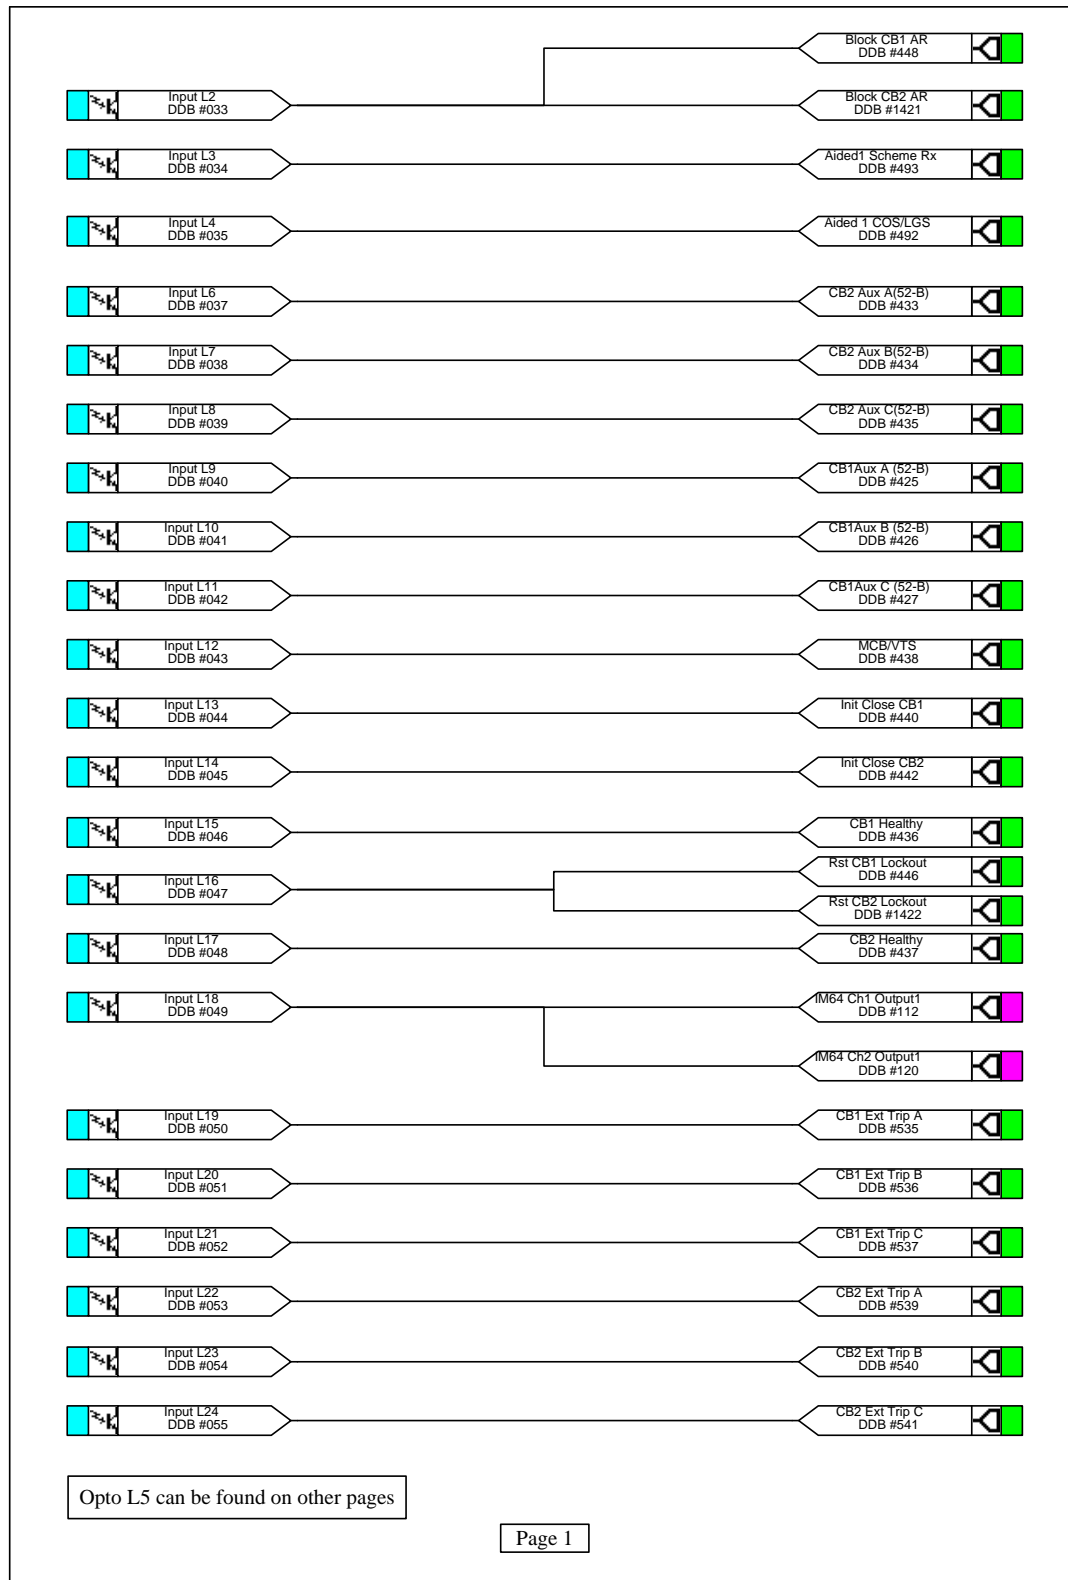 Block CB1 AR
DDB #448
Input L2
DDB #033
Block CB2 AR
DDB #1421
Input L3
DDB #034
Aided1 Scheme Rx
DDB #493
Input L4
DDB #035
Aided 1 COS/LGS
DDB #492
Input L6
DDB #037
CB2 Aux A(52-B)
DDB #433
Input L7
DDB #038
CB2 Aux B(52-B)
DDB #434
Input L8
DDB #039
CB2 Aux C(52-B)
DDB #435
Input L9
DDB #040
CB1Aux A (52-B)
DDB #425
Input L10
DDB #041
CB1Aux B (52-B)
DDB #426
Input L11
DDB #042
CB1Aux C (52-B)
DDB #427
Input L12
DDB #043
MCB/VTS
DDB #438
Input L13
DDB #044
Init Close CB1
DDB #440
Input L14
DDB #045
Init Close CB2
DDB #442
Input L15
DDB #046
CB1 Healthy
DDB #436
Rst CB1 Lockout
DDB #446
Input L16
DDB #047
Rst CB2 Lockout
DDB #1422
Input L17
DDB #048
CB2 Healthy
DDB #437
Input L18
DDB #049
IM64 Ch1 Output1
DDB #112
IM64 Ch2 Output1
DDB #120
Input L19
DDB #050
CB1 Ext Trip A
DDB #535
Input L20
DDB #051
CB1 Ext Trip B
DDB #536
Input L21
DDB #052
CB1 Ext Trip C
DDB #537
Input L22
DDB #053
CB2 Ext Trip A
DDB #539
Input L23
DDB #054
CB2 Ext Trip B
DDB #540
Input L24
DDB #055
CB2 Ext Trip C
DDB #541
Opto L5 can be found on other pages
Page 1